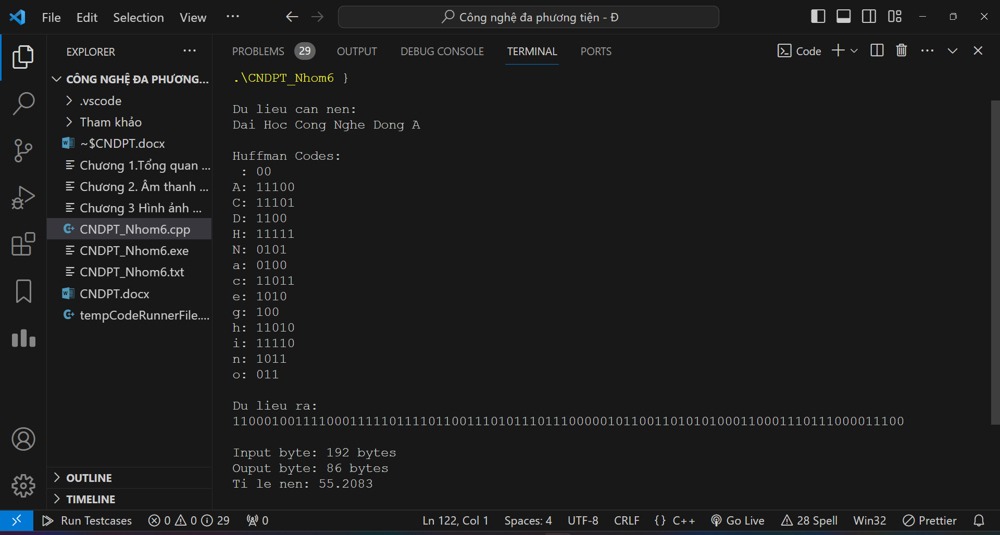 File Edit Selection View ··· Công nghệ đa phương tiện - Đ
EXPLORER ···
CÔNG NGHỆ ĐA PHƯƠNG...
.vscode
Tham khảo
~$CNDPT.docx
Chương 1.Tổng quan ...
Chương 2. Âm thanh ...
Chương 3 Hình ảnh ...
CNDPT_Nhom6.cpp
CNDPT_Nhom6.exe
CNDPT_Nhom6.txt
CNDPT.docx
tempCodeRunnerFile....
OUTLINE
TIMELINE
PROBLEMS 29 OUTPUT DEBUG CONSOLE TERMINAL PORTS Code
.\CNDPT_Nhom6 }
Du lieu can nen:
Dai Hoc Cong Nghe Dong A
Huffman Codes:
: 00
A: 11100
C: 11101
D: 1100
H: 11111
N: 0101
a: 0100
c: 11011
e: 1010
g: 100
h: 11010
i: 11110
n: 1011
o: 011
Du lieu ra:
11000100111100011111011110110011101011101110000010110011010101000110001110111000011100
Input byte: 192 bytes
Ouput byte: 86 bytes
Ti le nen: 55.2083
Run Testcases 0 0 29 0 Ln 122, Col 1 Spaces: 4 UTF-8 CRLF {} C++ Go Live 28 Spell Win32 Prettier